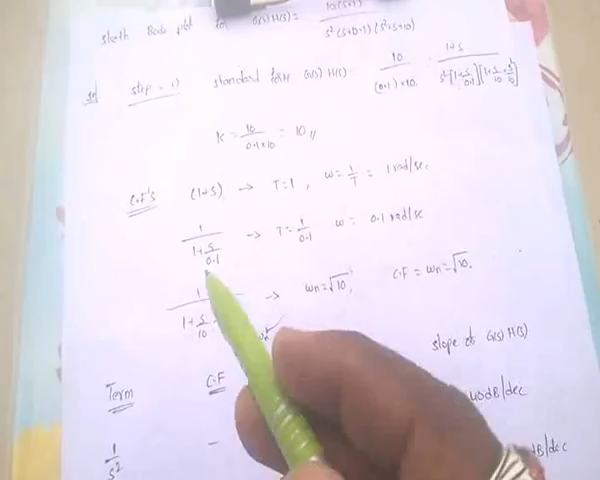 sketh Bode plot for G(s)H(s)= 10(s+1) / s²(s+0.1)(s²+s+10)
Sol step-1) standard form G(s)H(s) 10 / (0.1)×10 . 1+s / s²[1+s/0.1][1+s/10+s²/10]
K = 10 / 0.1×10 = 10 //
C.F's (1+s) → T=1, ω=1/T = 1 rad/sec
1 / 1+s/0.1 → T=1/0.1 ω= 0.1 rad/sec
1 / 1+s/10 → ωn=√10, C.F=ωn=√10.
slope of G(s)H(s)
Term C.F
1/s² - 40dB/dec
dB/dec